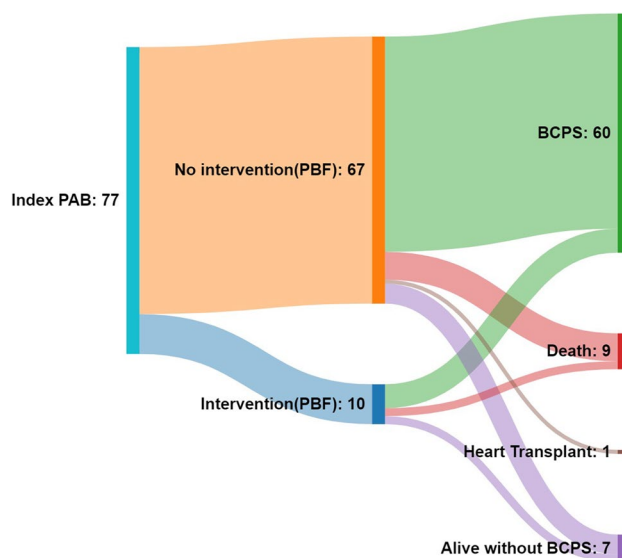 BCPS: 60
No intervention(PBF): 67
Index PAB: 77
Death: 9
Intervention(PBF): 10
Heart Transplant: 1
Alive without BCPS: 7